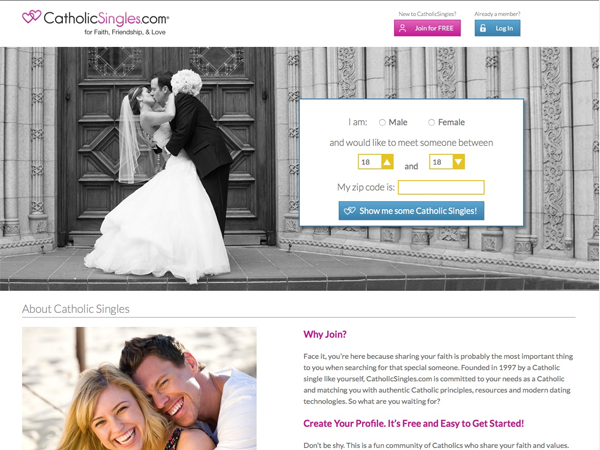 CatholicSingles.com®
for Faith, Friendship, & Love
New to CatholicSingles?
Join for FREE
Already a member?
Log In
I am: Male Female
and would like to meet someone between
18 and 18
My zip code is:
Show me some Catholic Singles!
About Catholic Singles
Why Join?
Face it, you're here because sharing your faith is probably the most important thing
to you when searching for that special someone. Founded in 1997 by a Catholic
single like yourself, CatholicSingles.com is committed to your needs as a Catholic
and matching you with authentic Catholic principles, resources and modern dating
technologies. So what are you waiting for?
Create Your Profile. It's Free and Easy to Get Started!
Don't be shy. This is a fun community of Catholics who share your faith and values.